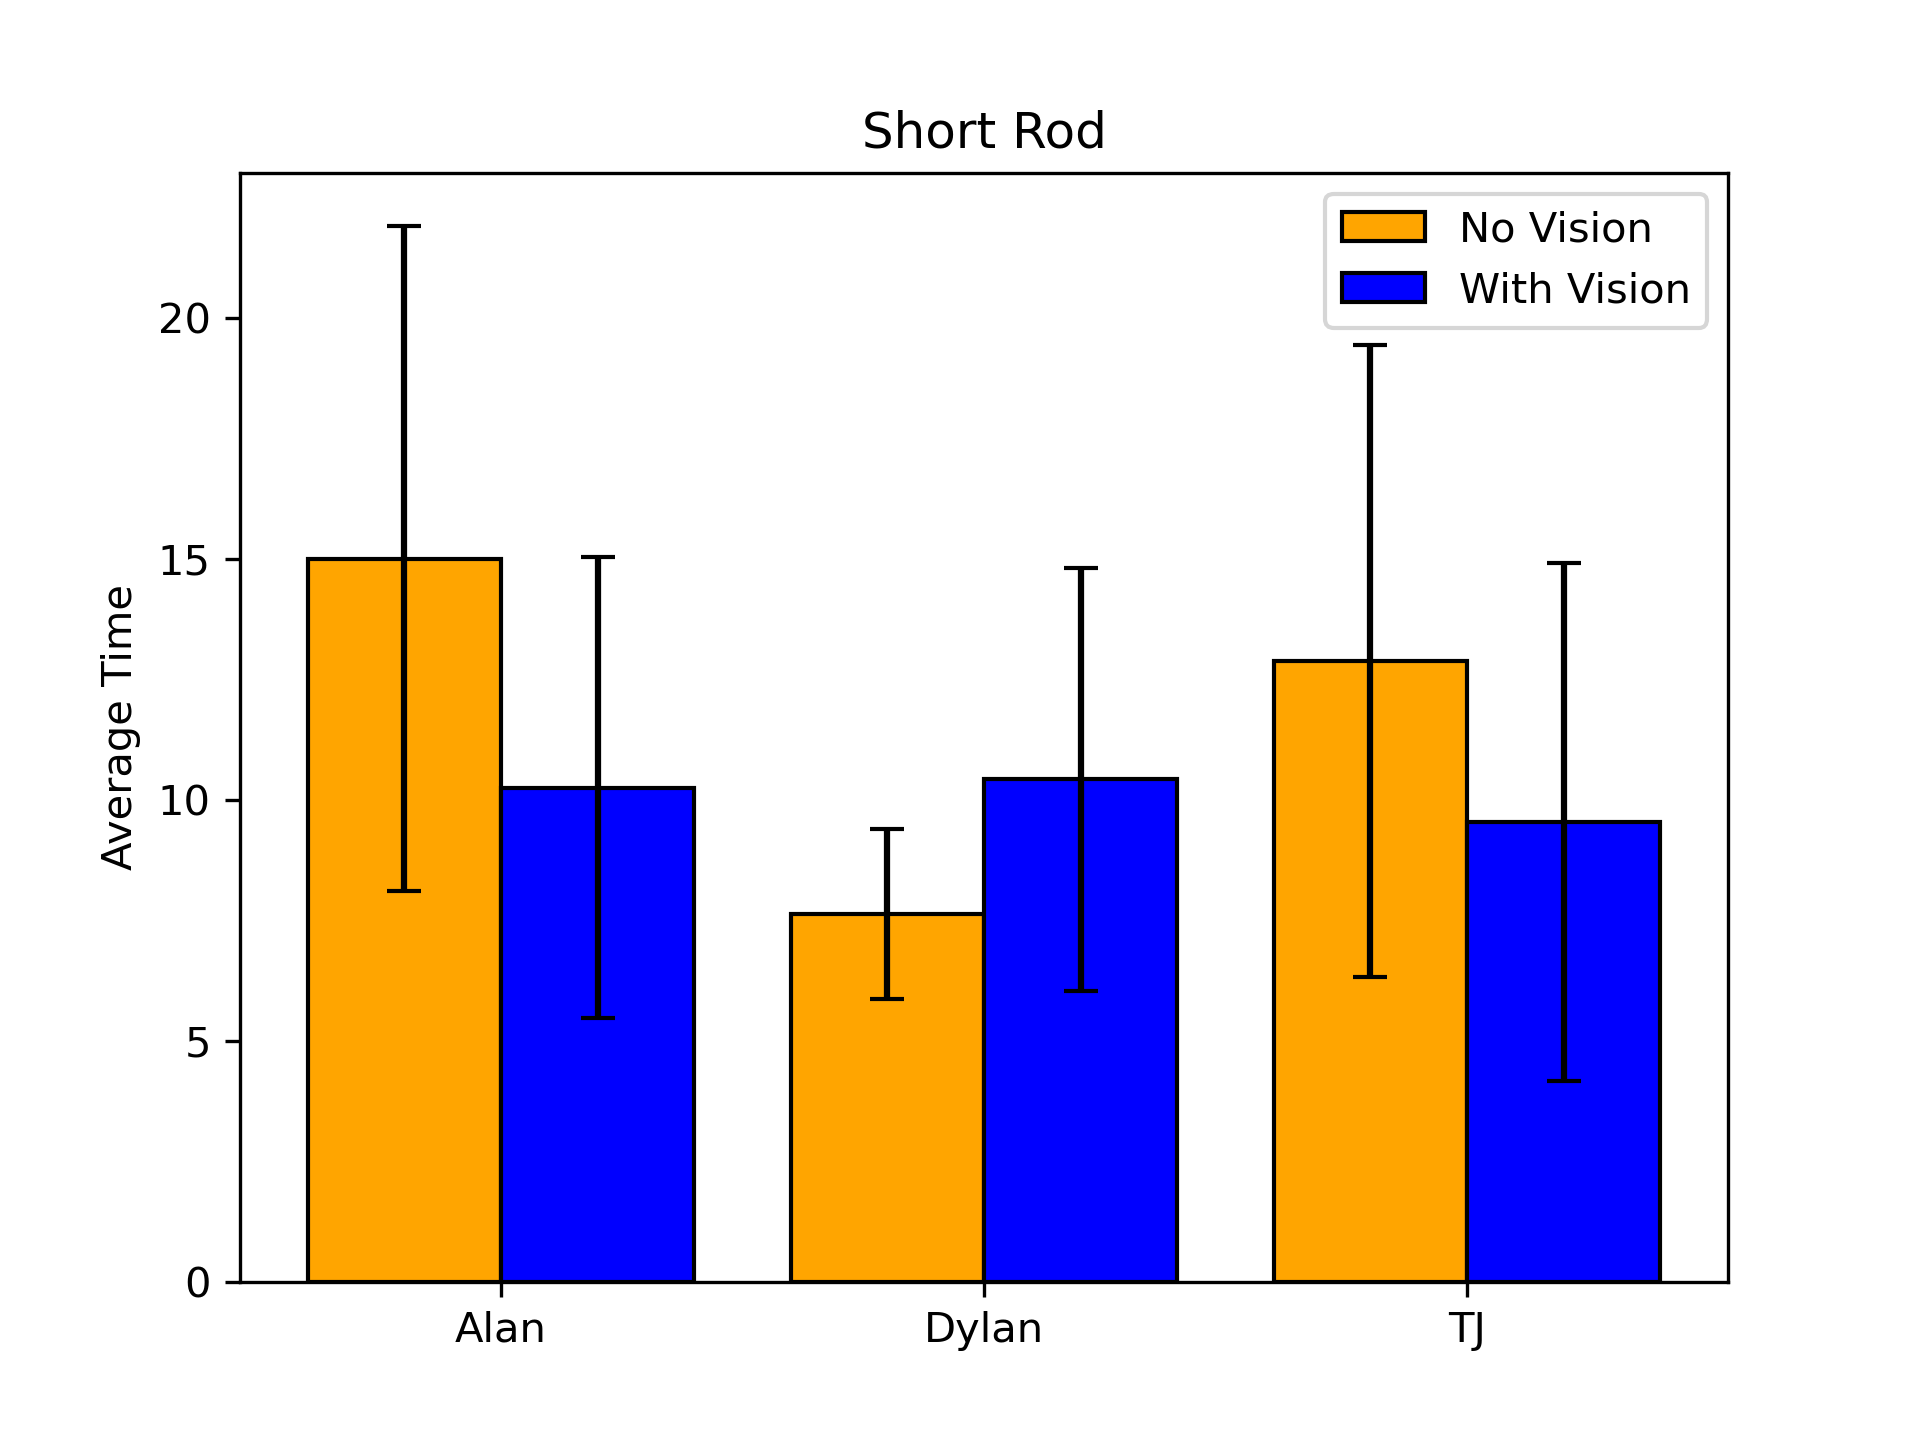 Short Rod
No Vision
With Vision
Average Time
20
15
10
5
0
Alan
Dylan
TJ